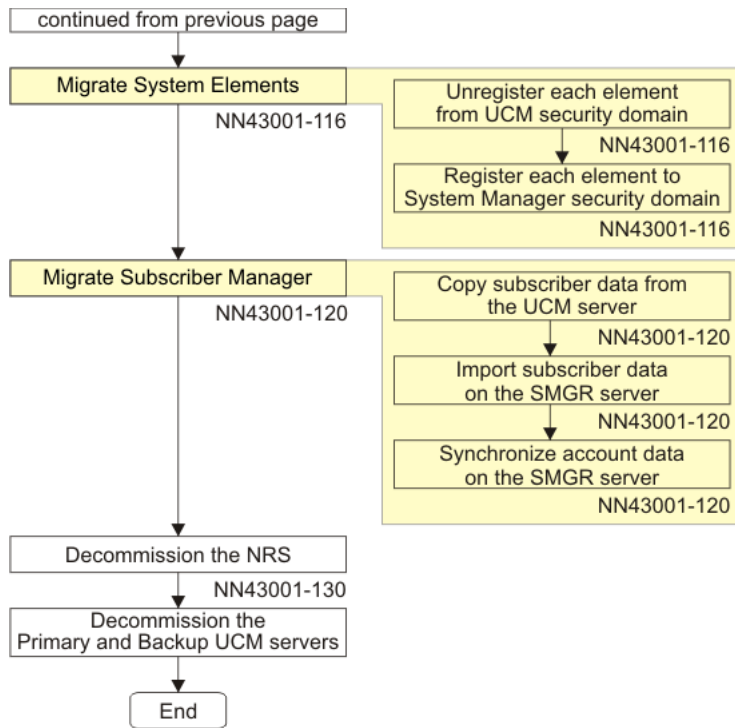 continued from previous page
Migrate System Elements
NN43001-116
Unregister each element
from UCM security domain
NN43001-116
Register each element to
System Manager security domain
NN43001-116
Migrate Subscriber Manager
NN43001-120
Copy subscriber data from
the UCM server
NN43001-120
Import subscriber data
on the SMGR server
NN43001-120
Synchronize account data
on the SMGR server
NN43001-120
Decommission the NRS
NN43001-130
Decommission the
Primary and Backup UCM servers
End